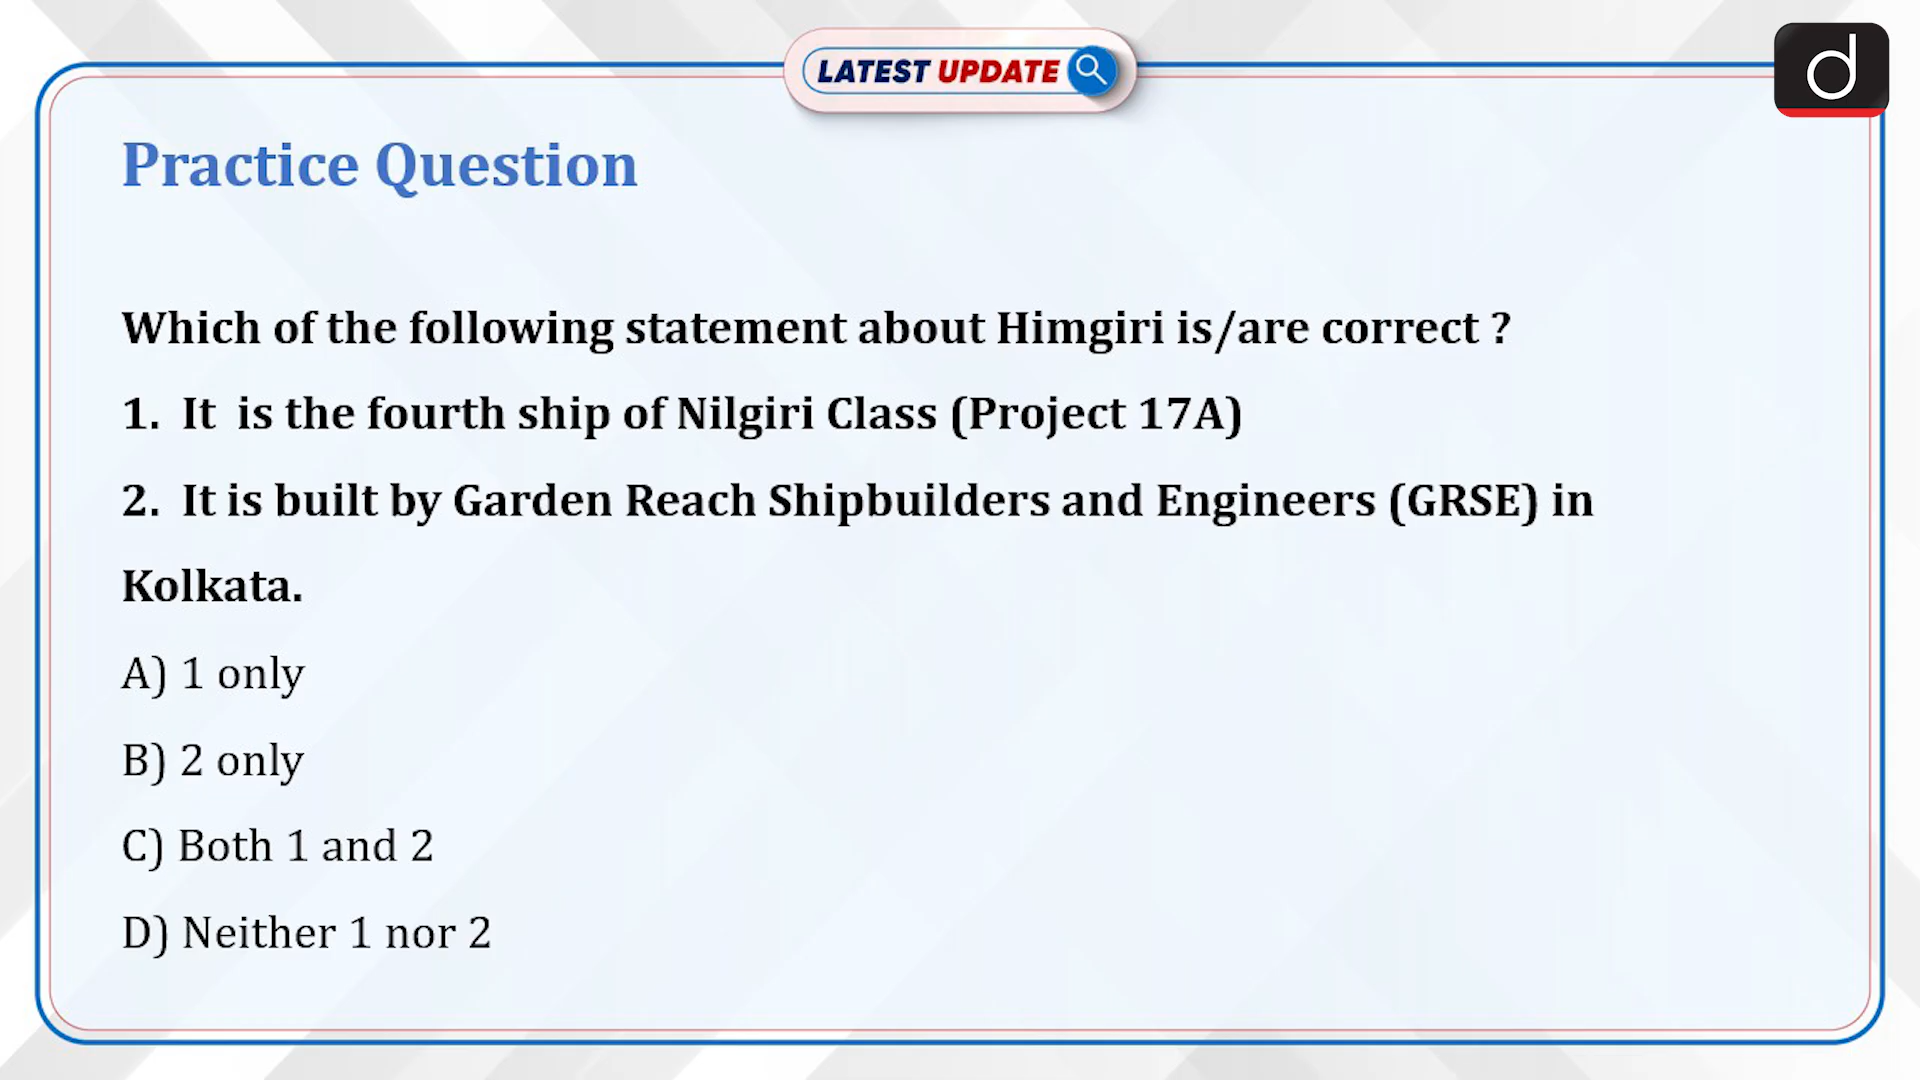 LATEST UPDATE
d
Practice Question
Which of the following statement about Himgiri is/are correct ?
1. It is the fourth ship of Nilgiri Class (Project 17A)
2. It is built by Garden Reach Shipbuilders and Engineers (GRSE) in
Kolkata.
A) 1 only
B) 2 only
C) Both 1 and 2
D) Neither 1 nor 2